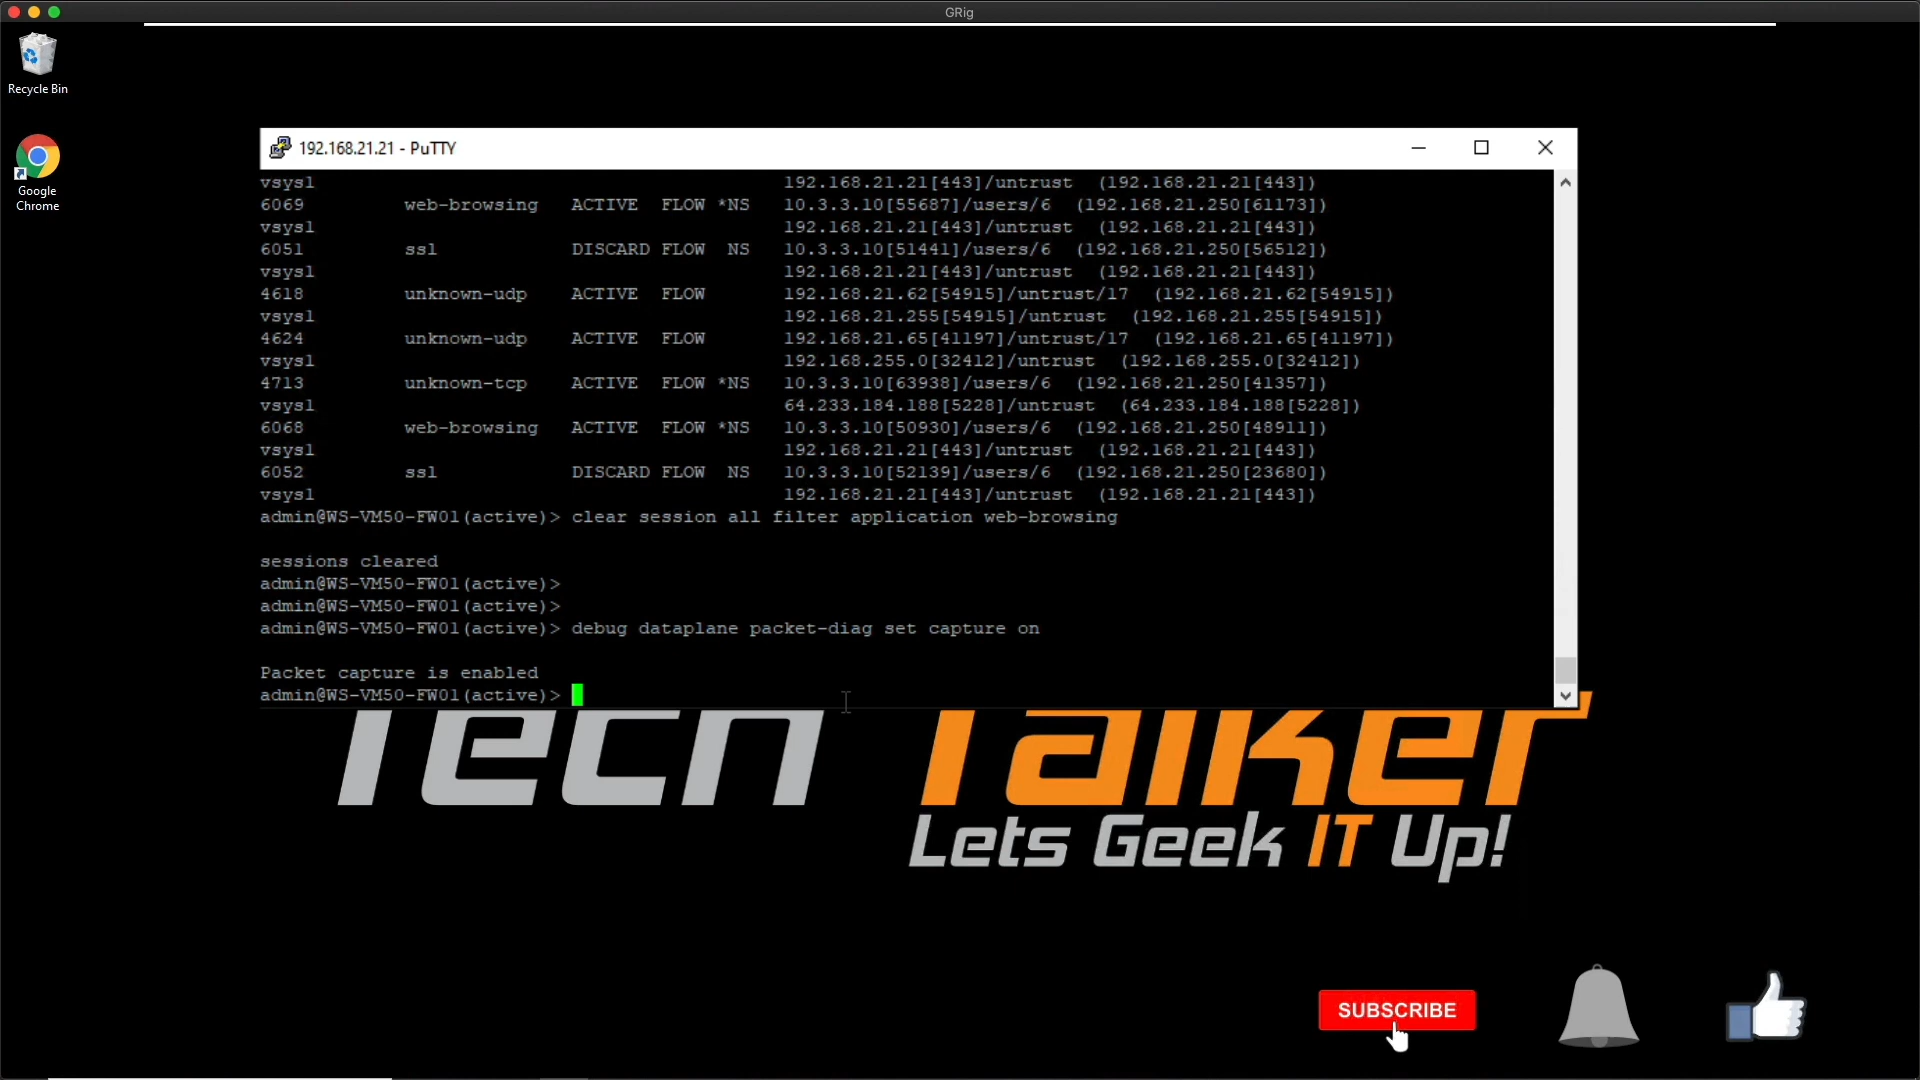 GRig
Recycle Bin
Google
Chrome
192.168.21.21 - PuTTY
vsys1 192.168.21.21[443]/untrust (192.168.21.21[443])
6069 web-browsing ACTIVE FLOW *NS 10.3.3.10[55687]/users/6 (192.168.21.250[61173])
vsys1 192.168.21.21[443]/untrust (192.168.21.21[443])
6051 ssl DISCARD FLOW NS 10.3.3.10[51441]/users/6 (192.168.21.250[56512])
vsys1 192.168.21.21[443]/untrust (192.168.21.21[443])
4618 unknown-udp ACTIVE FLOW 192.168.21.62[54915]/untrust/17 (192.168.21.62[54915])
vsys1 192.168.21.255[54915]/untrust (192.168.21.255[54915])
4624 unknown-udp ACTIVE FLOW 192.168.21.65[41197]/untrust/17 (192.168.21.65[41197])
vsys1 192.168.255.0[32412]/untrust (192.168.255.0[32412])
4713 unknown-tcp ACTIVE FLOW *NS 10.3.3.10[63938]/users/6 (192.168.21.250[41357])
vsys1 64.233.184.188[5228]/untrust (64.233.184.188[5228])
6068 web-browsing ACTIVE FLOW *NS 10.3.3.10[50930]/users/6 (192.168.21.250[48911])
vsys1 192.168.21.21[443]/untrust (192.168.21.21[443])
6052 ssl DISCARD FLOW NS 10.3.3.10[52139]/users/6 (192.168.21.250[23680])
vsys1 192.168.21.21[443]/untrust (192.168.21.21[443])
admin@WS-VM50-FW01(active)> clear session all filter application web-browsing
sessions cleared
admin@WS-VM50-FW01(active)>
admin@WS-VM50-FW01(active)>
admin@WS-VM50-FW01(active)> debug dataplane packet-diag set capture on
Packet capture is enabled
admin@WS-VM50-FW01(active)>
Tech Talker
Lets Geek IT Up!
SUBSCRIBE